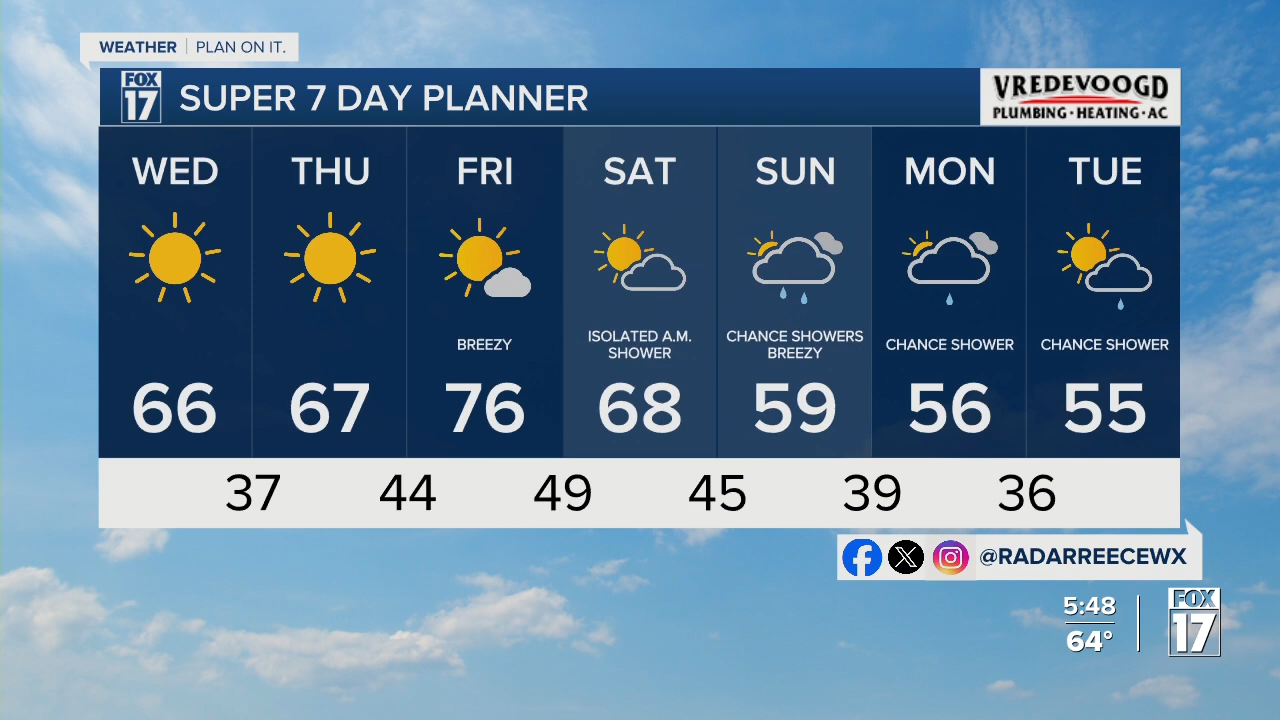 WEATHER | PLAN ON IT.
FOX 17 SUPER 7 DAY PLANNER
VREDEVOOGD
PLUMBING · HEATING · AC
WED THU FRI SAT SUN MON TUE
BREEZY
ISOLATED A.M.
SHOWER
CHANCE SHOWERS
BREEZY
CHANCE SHOWER
CHANCE SHOWER
66 67 76 68 59 56 55
37 44 49 45 39 36
@RADARREECEWX
5:48
64°
FOX
17